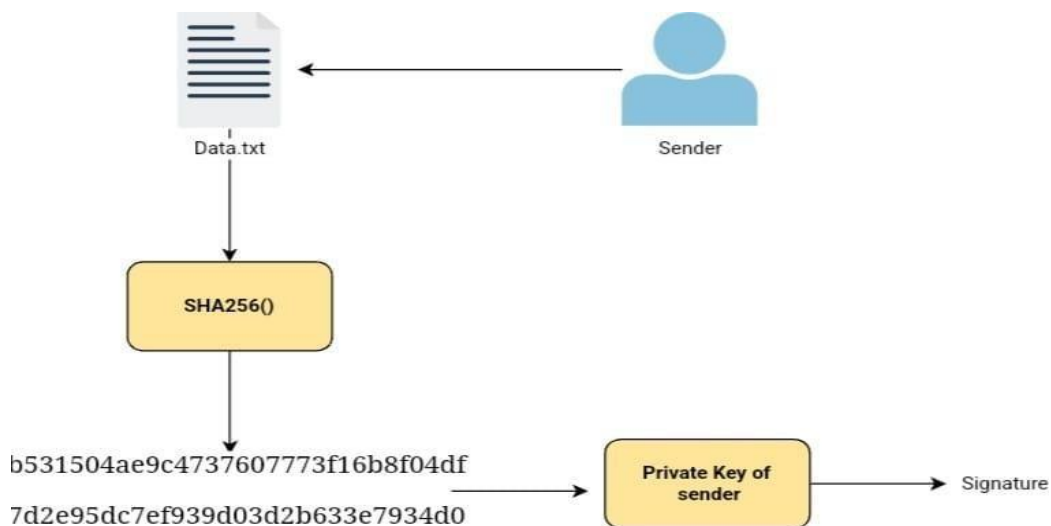 Data.txt
Sender
SHA256()
b531504ae9c4737607773f16b8f04df
7d2e95dc7ef939d03d2b633e7934d0
Private Key of
sender
Signature